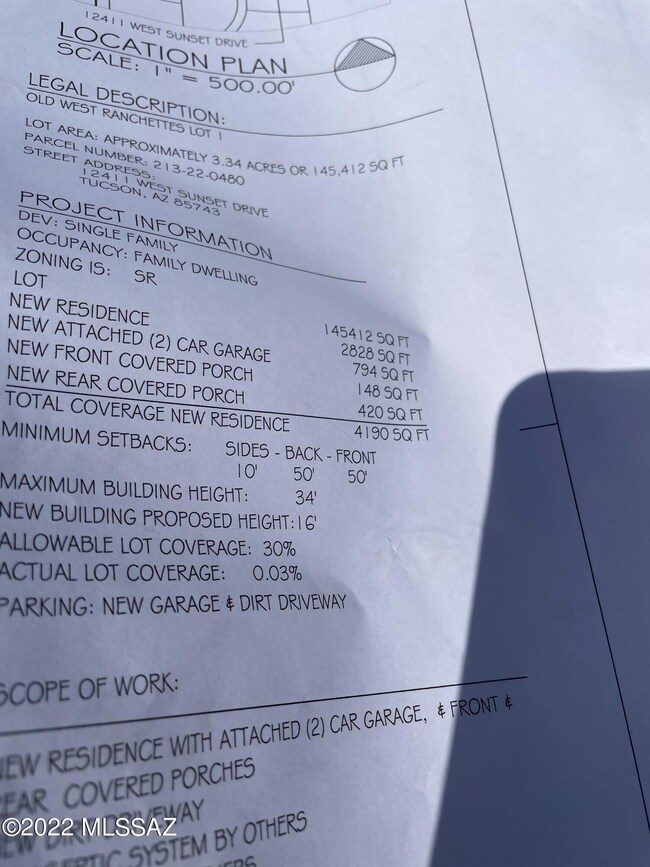 12411 WEST SUNSET DRIVE
LOCATION PLAN
SCALE: 1" = 500.00'
LEGAL DESCRIPTION:
OLD WEST RANCHETTES LOT 1
LOT AREA: APPROXIMATELY 3.34 ACRES OR 145,412 SQ FT
PARCEL NUMBER: 213-22-0480
STREET ADDRESS:
12411 WEST SUNSET DRIVE
TUCSON, AZ 85743
PROJECT INFORMATION
DEV: SINGLE FAMILY
OCCUPANCY: FAMILY DWELLING
ZONING IS: SR
LOT 145412 SQ FT
NEW RESIDENCE 2828 SQ FT
NEW ATTACHED (2) CAR GARAGE 794 SQ FT
NEW FRONT COVERED PORCH 148 SQ FT
NEW REAR COVERED PORCH 420 SQ FT
TOTAL COVERAGE NEW RESIDENCE 4190 SQ FT
MINIMUM SETBACKS: SIDES - BACK - FRONT
10' 50' 50'
MAXIMUM BUILDING HEIGHT: 34'
NEW BUILDING PROPOSED HEIGHT: 16'
ALLOWABLE LOT COVERAGE: 30%
ACTUAL LOT COVERAGE: 0.03%
PARKING: NEW GARAGE & DIRT DRIVEWAY
SCOPE OF WORK:
NEW RESIDENCE WITH ATTACHED (2) CAR GARAGE, & FRONT &
REAR COVERED PORCHES
NEW DIRT DRIVEWAY
SEPTIC SYSTEM BY OTHERS
©2022 MLSSAZ